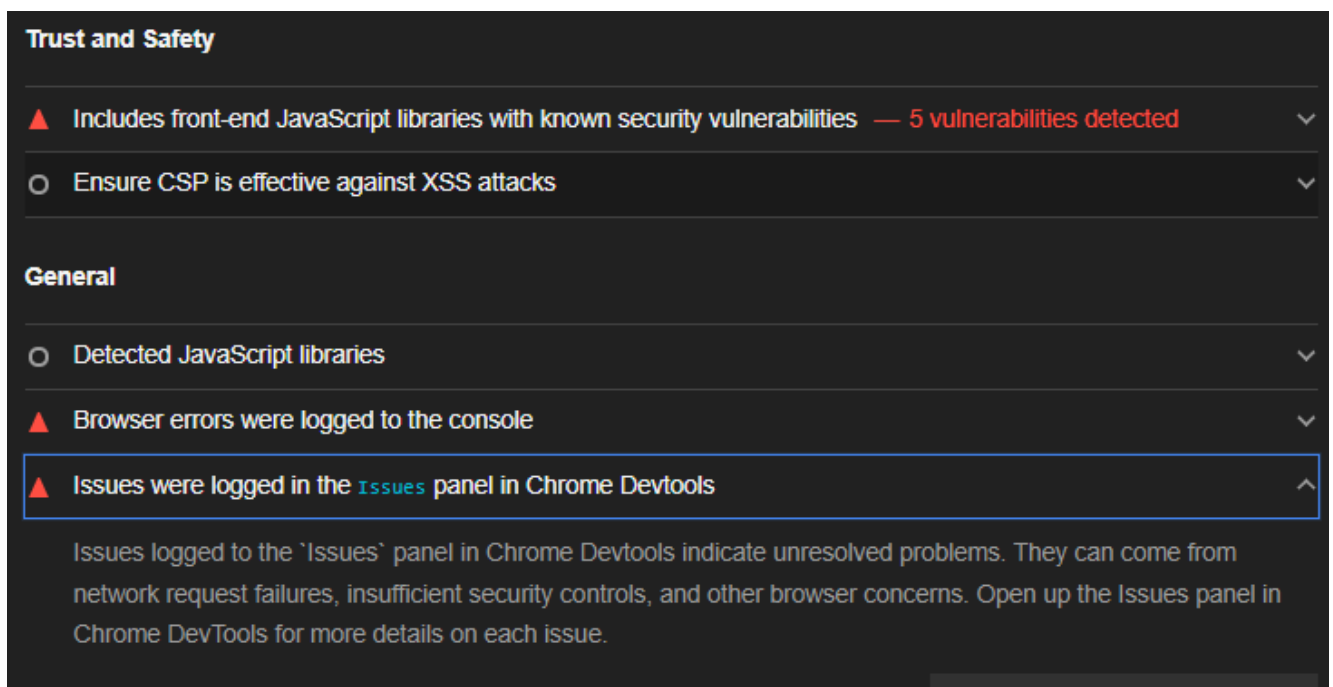 Trust and Safety
Includes front-end JavaScript libraries with known security vulnerabilities — 5 vulnerabilities detected
Ensure CSP is effective against XSS attacks
General
Detected JavaScript libraries
Browser errors were logged to the console
Issues were logged in the Issues panel in Chrome Devtools
Issues logged to the `Issues` panel in Chrome Devtools indicate unresolved problems. They can come from
network request failures, insufficient security controls, and other browser concerns. Open up the Issues panel in
Chrome DevTools for more details on each issue.